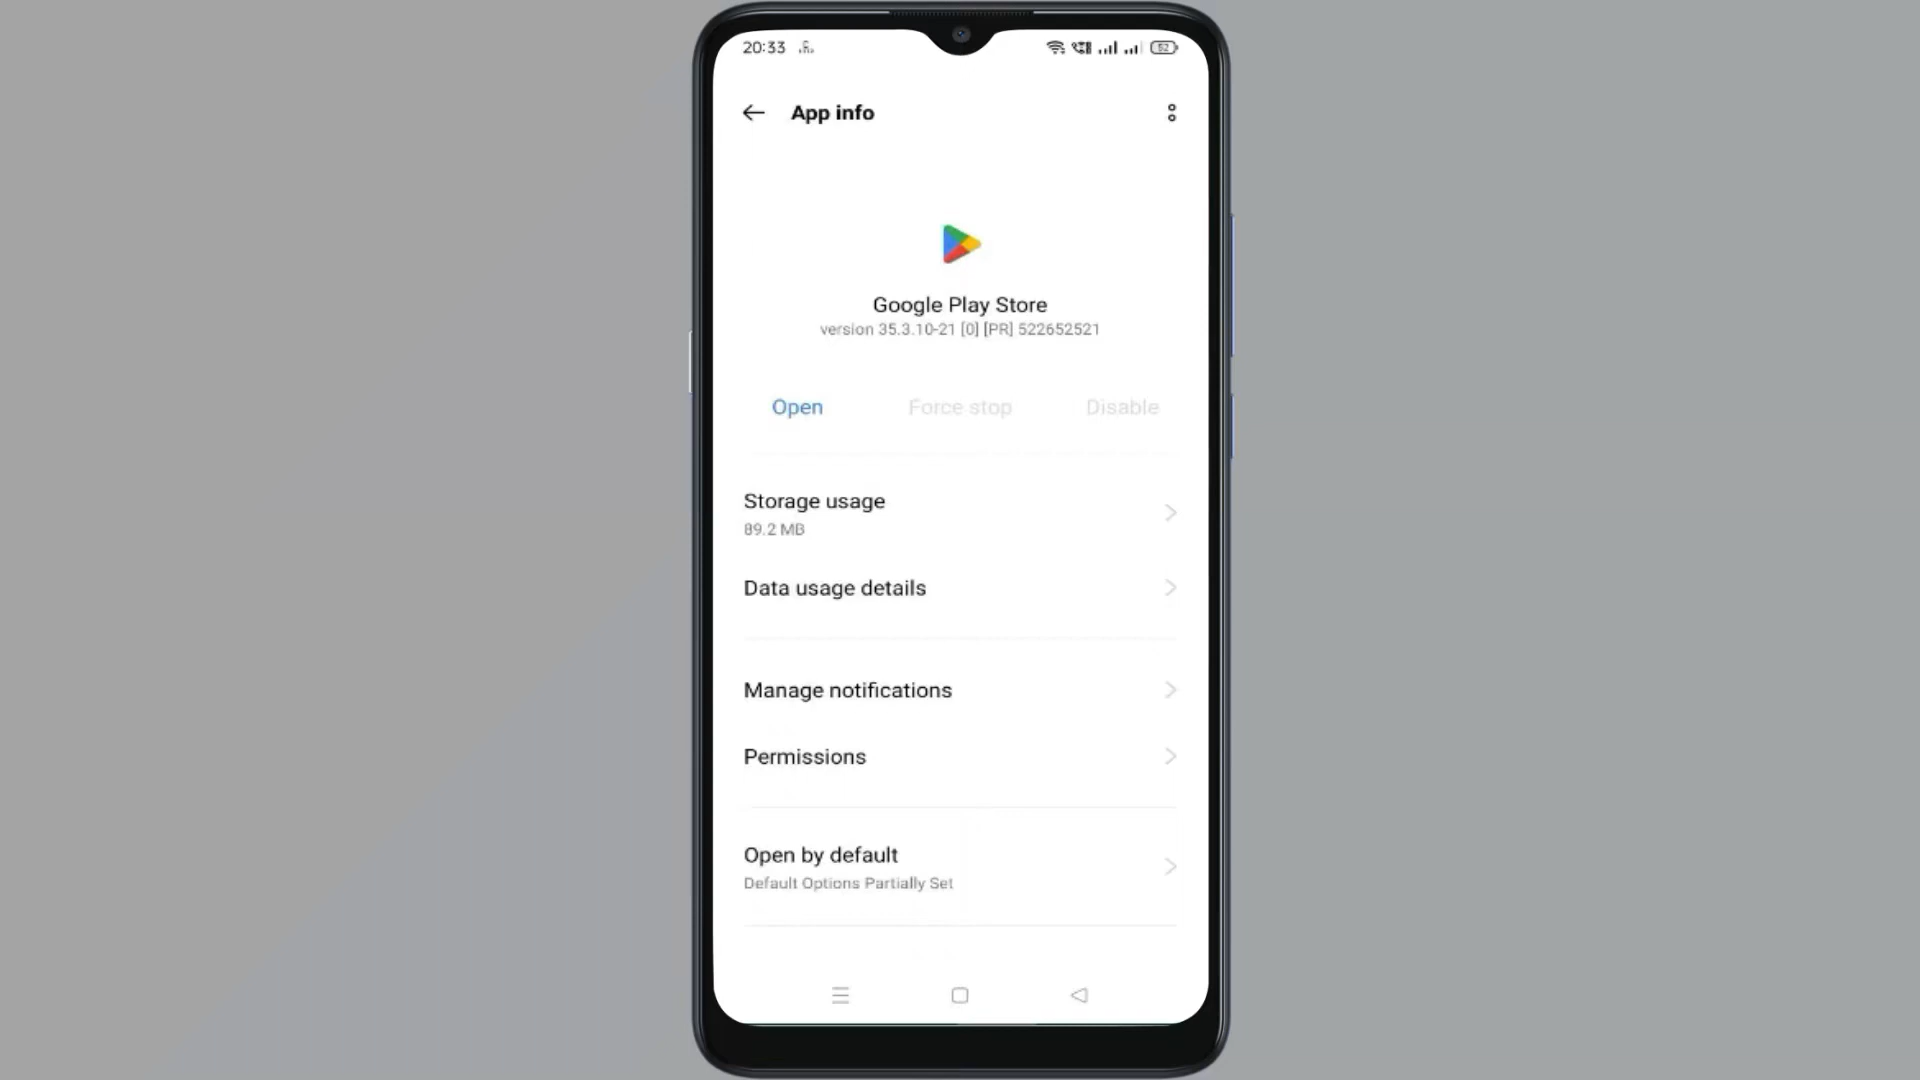 20:33
52
App info
Google Play Store
version 35.3.10-21 [0] [PR] 522652521
Open Force stop Disable
Storage usage
89.2 MB
Data usage details
Manage notifications
Permissions
Open by default
Default Options Partially Set